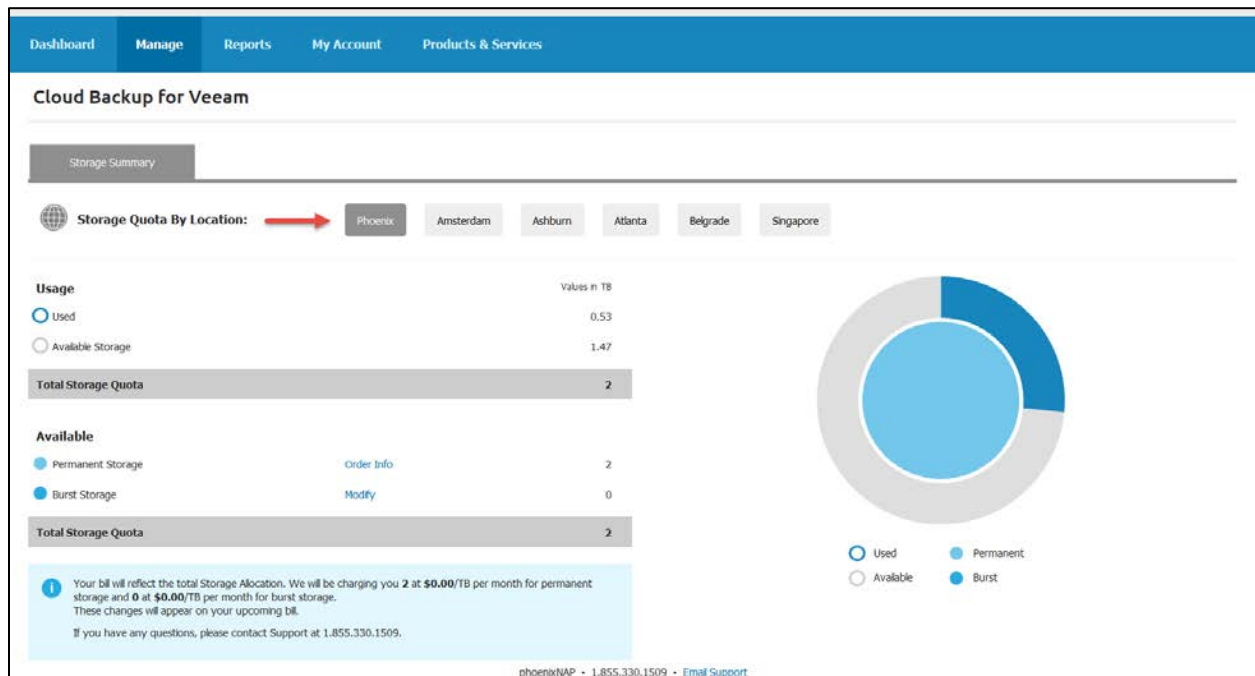 Dashboard Manage Reports My Account Products & Services
Cloud Backup for Veeam
Storage Summary
Storage Quota By Location: Phoenix Amsterdam Ashburn Atlanta Belgrade Singapore
Usage Values in TB
Used 0.53
Available Storage 1.47
Total Storage Quota 2
Available
Permanent Storage Order Info 2
Burst Storage Modify 0
Total Storage Quota 2
Used Permanent
Available Burst
Your bill will reflect the total Storage Allocation. We will be charging you 2 at $0.00/TB per month for permanent
storage and 0 at $0.00/TB per month for burst storage.
These changes will appear on your upcoming bill.
If you have any questions, please contact Support at 1.855.330.1509.
phoenixNAP • 1.855.330.1509 • Email Support